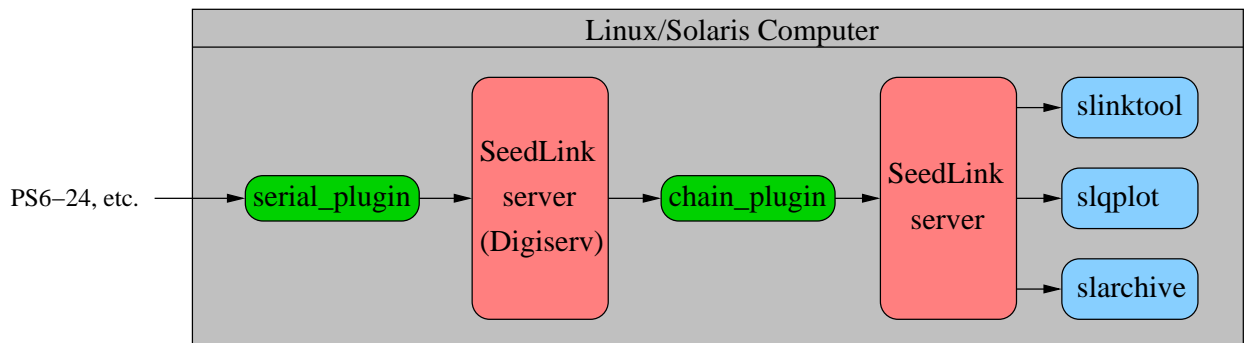 Linux/Solaris Computer
PS6−24, etc.
serial_plugin
SeedLink
server
(Digiserv)
chain_plugin
SeedLink
server
slinktool
slqplot
slarchive